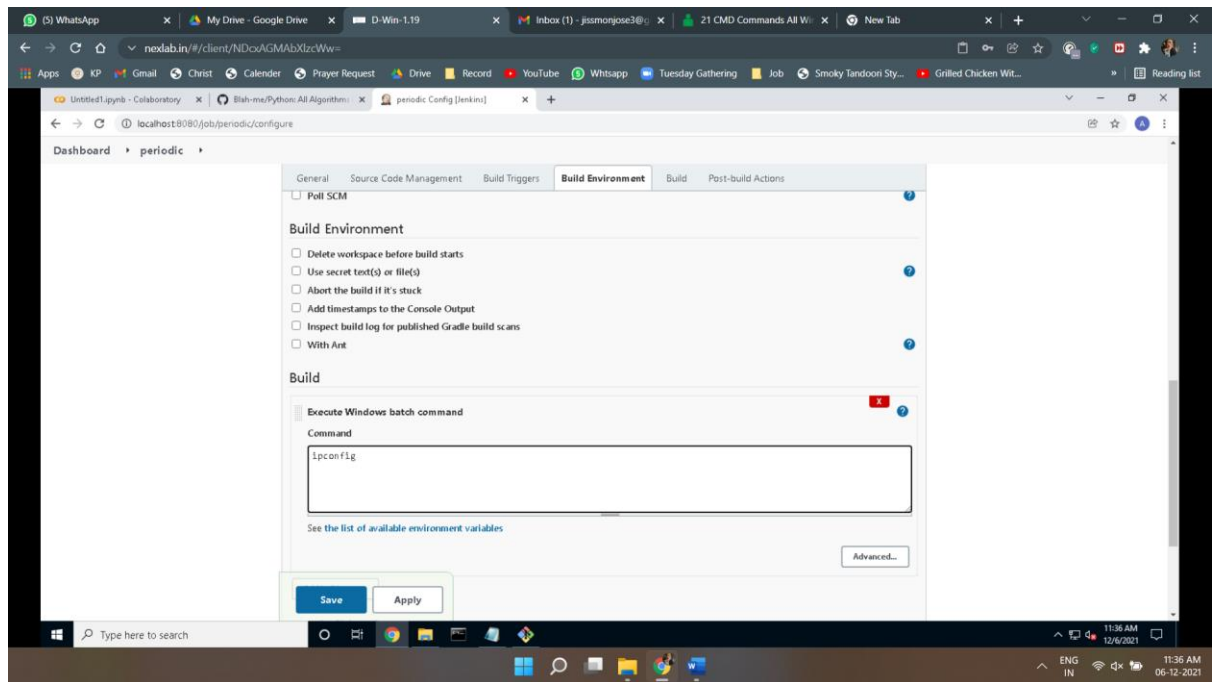 (5) WhatsApp
My Drive - Google Drive
D-Win-1.19
Inbox (1) - jissmonjose3@g
21 CMD Commands All Win
New Tab
nexlab.in/#/client/NDcxAGMAbXlzcWw=
Apps KP Gmail Christ Calender Prayer Request Drive Record YouTube Whtsapp Tuesday Gathering Job Smoky Tandoori Sty... Grilled Chicken Wit... » Reading list
Untitled1.ipynb - Colaboratory
Blah-me/Python: All Algorithms
periodic Config [Jenkins]
localhost:8080/job/periodic/configure
A
Dashboard periodic
General Source Code Management Build Triggers Build Environment Build Post-build Actions
Poll SCM
Build Environment
Delete workspace before build starts
Use secret text(s) or file(s)
Abort the build if it's stuck
Add timestamps to the Console Output
Inspect build log for published Gradle build scans
With Ant
Build
X
Execute Windows batch command
Command
ipconfig
See the list of available environment variables
Advanced...
Save Apply
Type here to search
11:36 AM
12/6/2021
ENG
IN
11:36 AM
06-12-2021